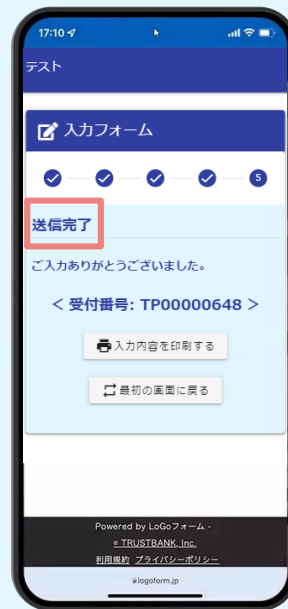 17:10
テスト
入力フォーム
5
送信完了
ご入力ありがとうございました。
< 受付番号: TP00000648 >
入力内容を印刷する
最初の画面に戻る
Powered by LoGoフォーム -
© TRUSTBANK, Inc.
利用規約 プライバシーポリシー
logoform.jp